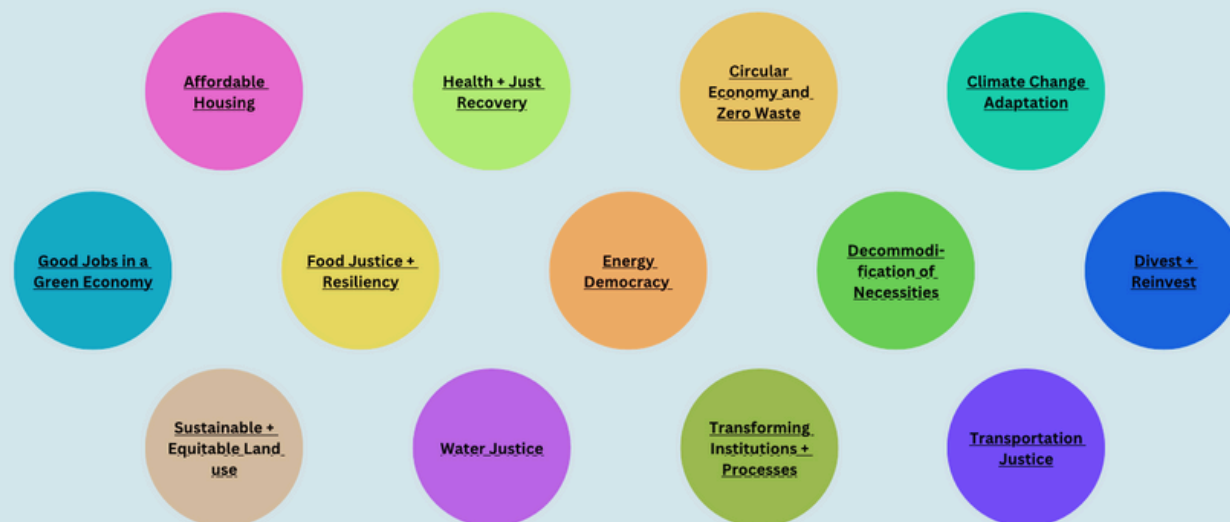 Affordable
Housing
Health + Just
Recovery
Circular
Economy and
Zero Waste
Climate Change
Adaptation
Good Jobs in a
Green Economy
Food Justice +
Resiliency
Energy
Democracy
Decommodi-
fication of
Necessities
Divest +
Reinvest
Sustainable +
Equitable Land
use
Water Justice
Transforming
Institutions +
Processes
Transportation
Justice